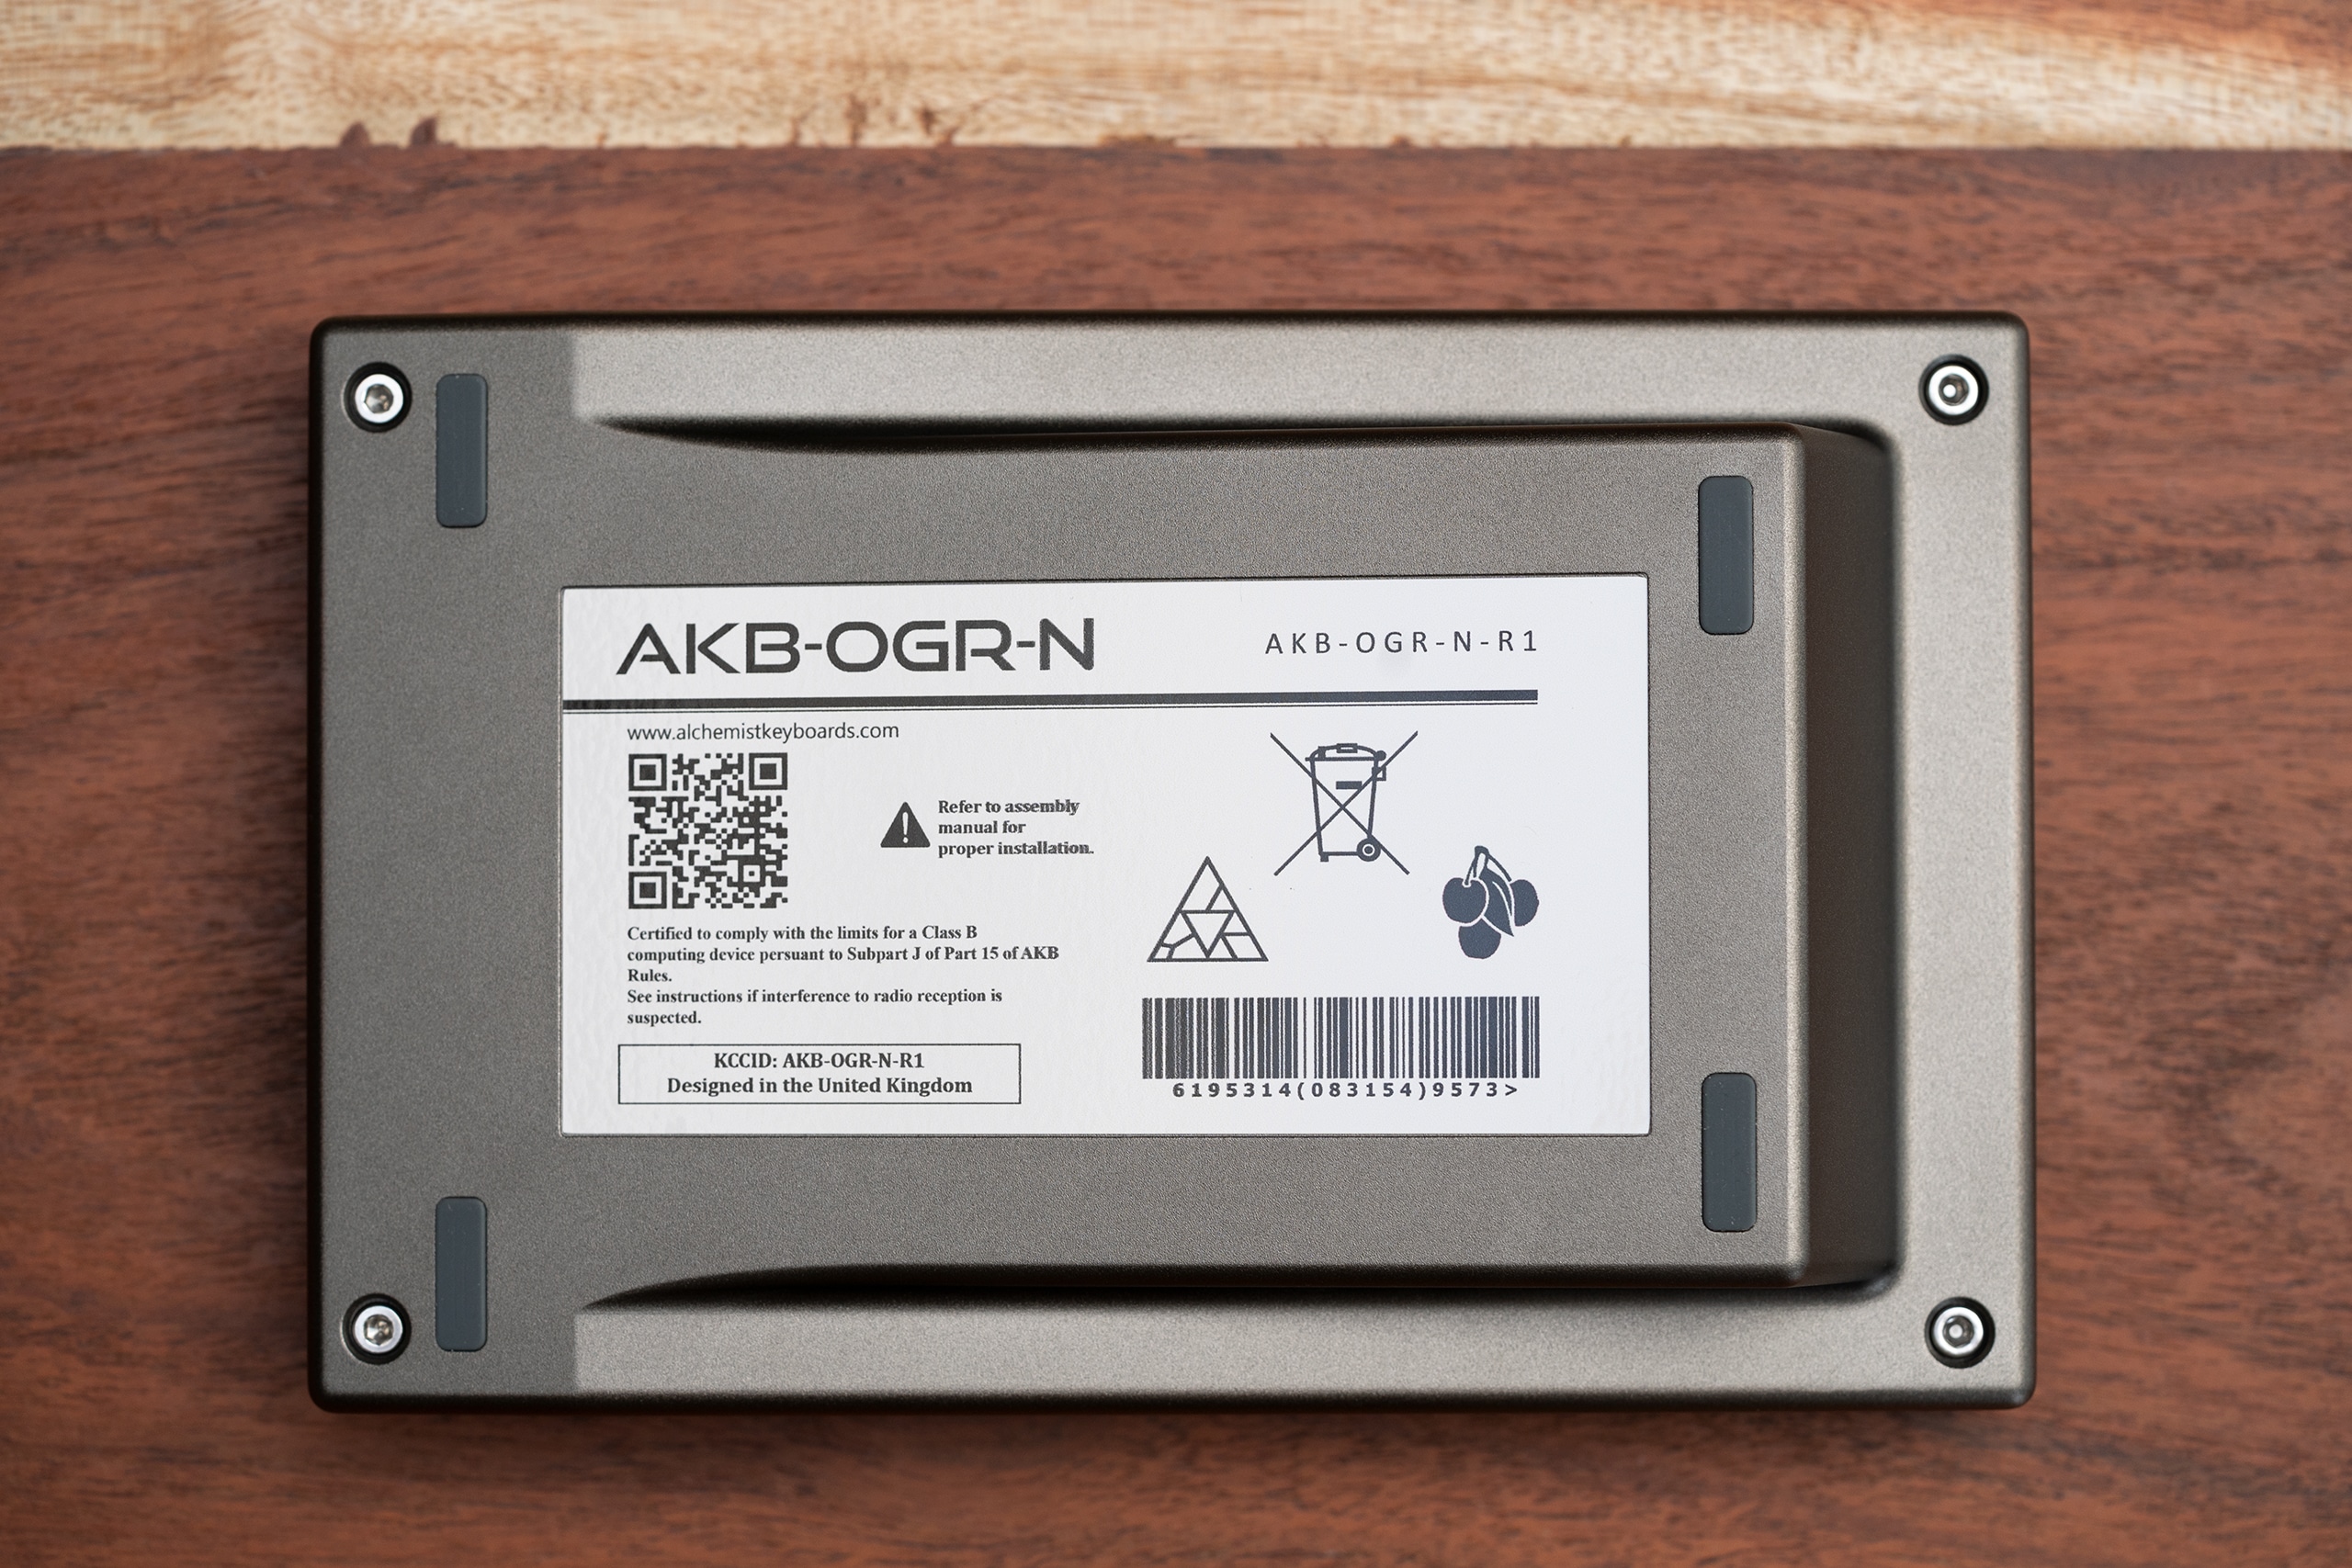 AKB-OGR-N
AKB-OGR-N-R1
www.alchemistkeyboards.com
Refer to assembly
manual for
proper installation.
Certified to comply with the limits for a Class B
computing device persuant to Subpart J of Part 15 of AKB
Rules.
See instructions if interference to radio reception is
suspected.
KCCID: AKB-OGR-N-R1
Designed in the United Kingdom
6195314(083154)9573>